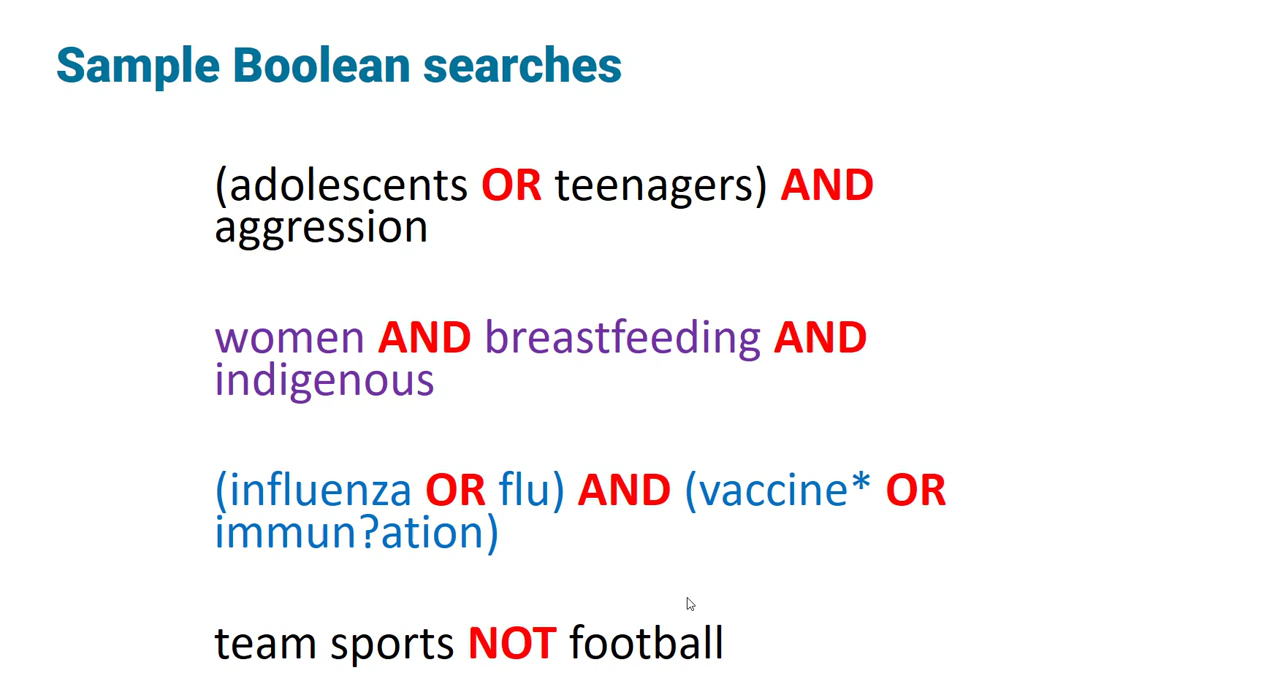 Sample Boolean searches
(adolescents OR teenagers) AND
aggression
women AND breastfeeding AND
indigenous
(influenza OR flu) AND (vaccine* OR
immun?ation)
team sports NOT football